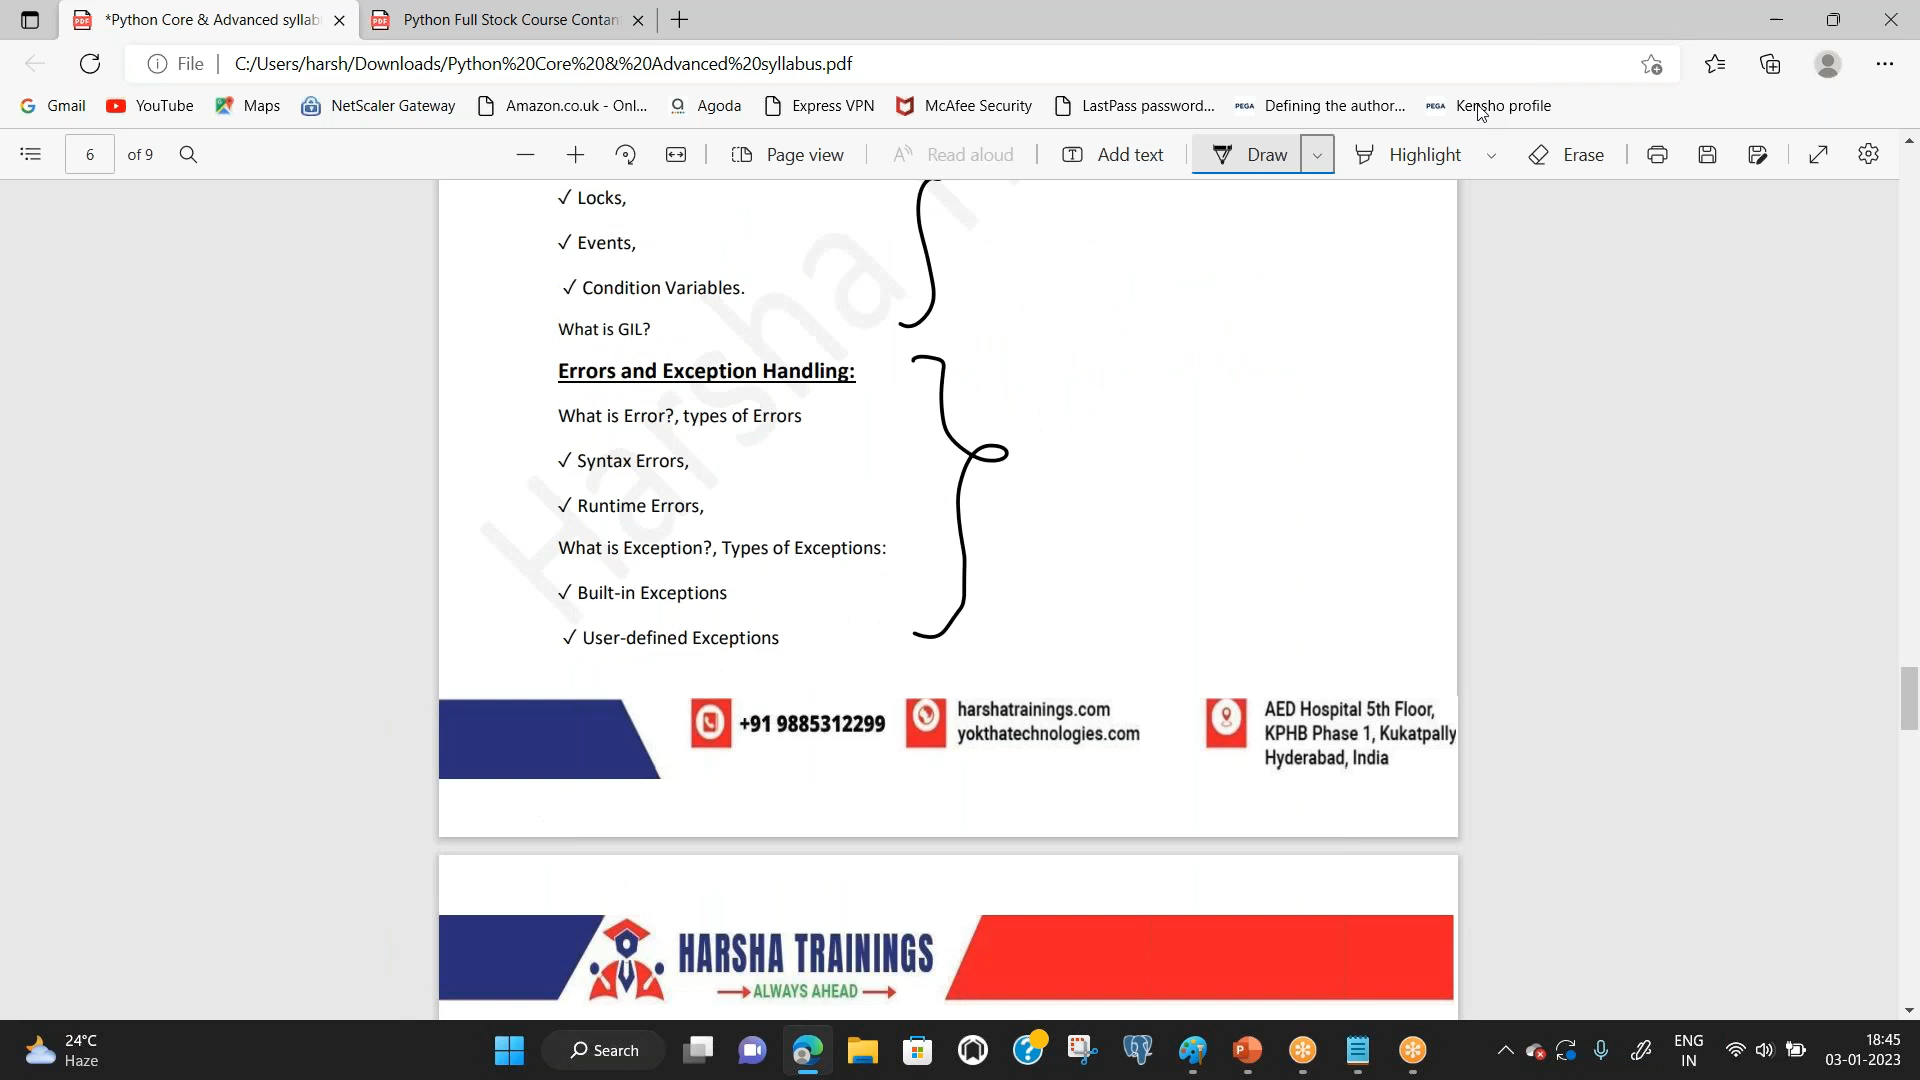 *Python Core & Advanced syllab
Python Full Stock Course Contan
File
C:/Users/harsh/Downloads/Python%20Core%20&%20Advanced%20syllabus.pdf
Gmail
YouTube
Maps
NetScaler Gateway
Amazon.co.uk - Onl...
Agoda
Express VPN
McAfee Security
LastPass password...
PEGA
Defining the author...
PEGA
Kensho profile
6 of 9
Page view
Read aloud
Add text
Draw
Highlight
Erase
Harsha
✓ Locks,
✓ Events,
✓ Condition Variables.
What is GIL?
Errors and Exception Handling:
What is Error?, types of Errors
✓ Syntax Errors,
✓ Runtime Errors,
What is Exception?, Types of Exceptions:
✓ Built-in Exceptions
✓ User-defined Exceptions
+91 9885312299
harshatrainings.com
yokthatechnologies.com
AED Hospital 5th Floor,
KPHB Phase 1, Kukatpally
Hyderabad, India
HARSHA TRAININGS
ALWAYS AHEAD
24°C
Haze
Search
ENG
IN
18:45
03-01-2023